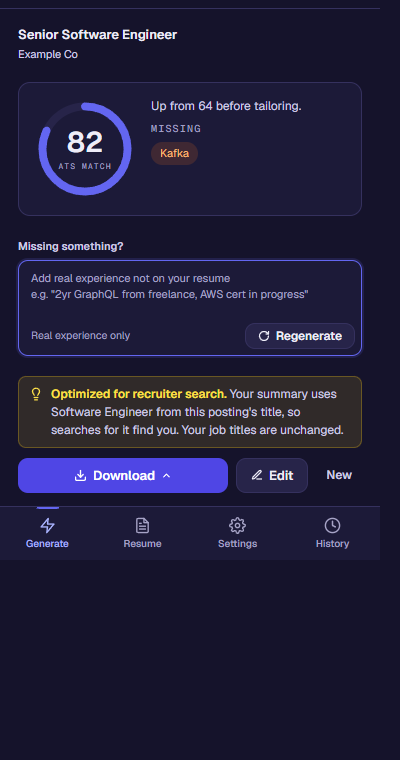 Senior Software Engineer
Example Co
82
ATS MATCH
Up from 64 before tailoring.
MISSING
Kafka
Missing something?
Add real experience not on your resume
e.g. "2yr GraphQL from freelance, AWS cert in progress"
Real experience only
Regenerate
Optimized for recruiter search. Your summary uses
Software Engineer from this posting's title, so
searches for it find you. Your job titles are unchanged.
Download
Edit
New
Generate
Resume
Settings
History